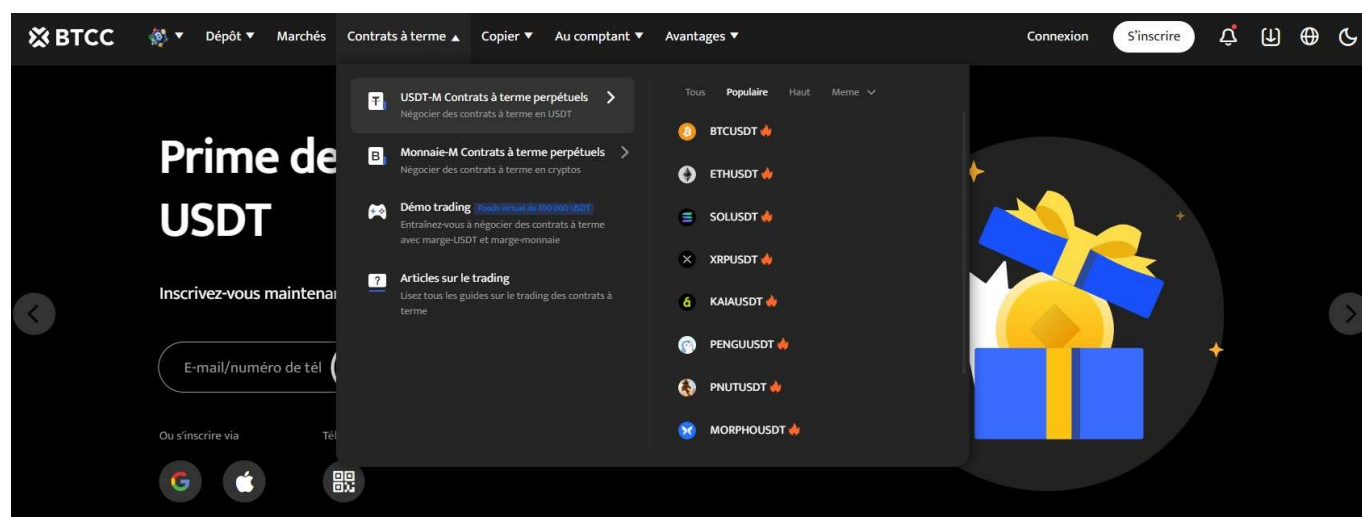 BTCC
Dépôt
Marchés
Contrats à terme
Copier
Au comptant
Avantages
Connexion
S'inscrire
USDT-M Contrats à terme perpétuels
Négocier des contrats à terme en USDT
Monnaie-M Contrats à terme perpétuels
Négocier des contrats à terme en cryptos
Démo trading Fonds virtuel de 100 000 USDT
Entraînez-vous à négocier des contrats à terme
avec marge-USDT et marge-monnaie
Articles sur le trading
Lisez tous les guides sur le trading des contrats à
terme
Tous Populaire Haut Meme
BTCUSDT
ETHUSDT
SOLUSDT
XRPUSDT
KAIAUSDT
PENGUUSDT
PNUTUSDT
MORPHOUSDT
Prime de
USDT
Inscrivez-vous maintenan
E-mail/numéro de tél
Ou s'inscrire via
Tél